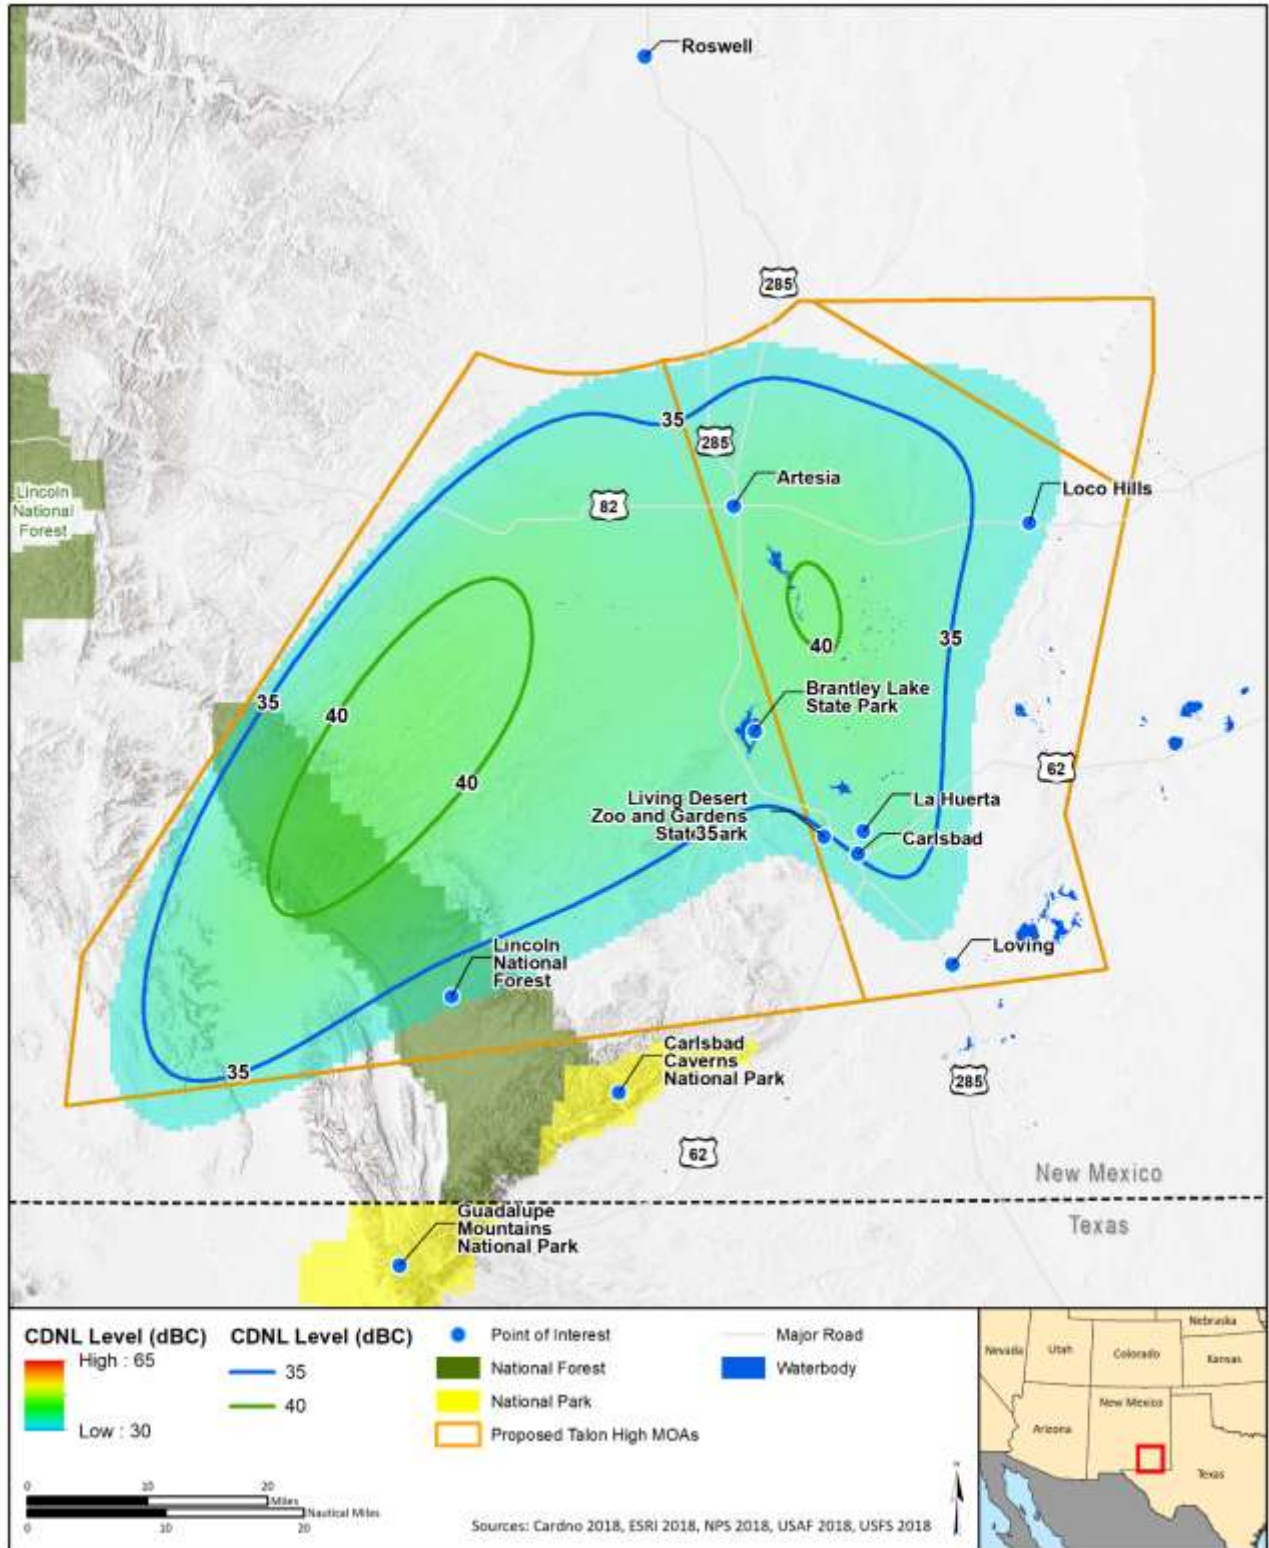 Roswell
285
35
285
Artesia
82
Loco Hills
Lincoln
National
Forest
40
35
Brantley Lake
State Park
35
40
40
62
Living Desert
Zoo and Gardens
State 35 ark
La Huerta
Carlsbad
Lincoln
National
Forest
Loving
Carlsbad
Caverns
National Park
35
285
62
New Mexico
Texas
Guadalupe
Mountains
National Park
CDNL Level (dBC)
High : 65
Low : 30
CDNL Level (dBC)
35
40
Point of Interest
National Forest
National Park
Proposed Talon High MOAs
Major Road
Waterbody
0 10 20
Miles
Nautical Miles
0 10 20
Sources: Cardno 2018, ESRI 2018, NPS 2018, USAF 2018, USFS 2018
N
Nebraska
Nevada
Utah
Colorado
Kansas
New Mexico
Arizona
Texas